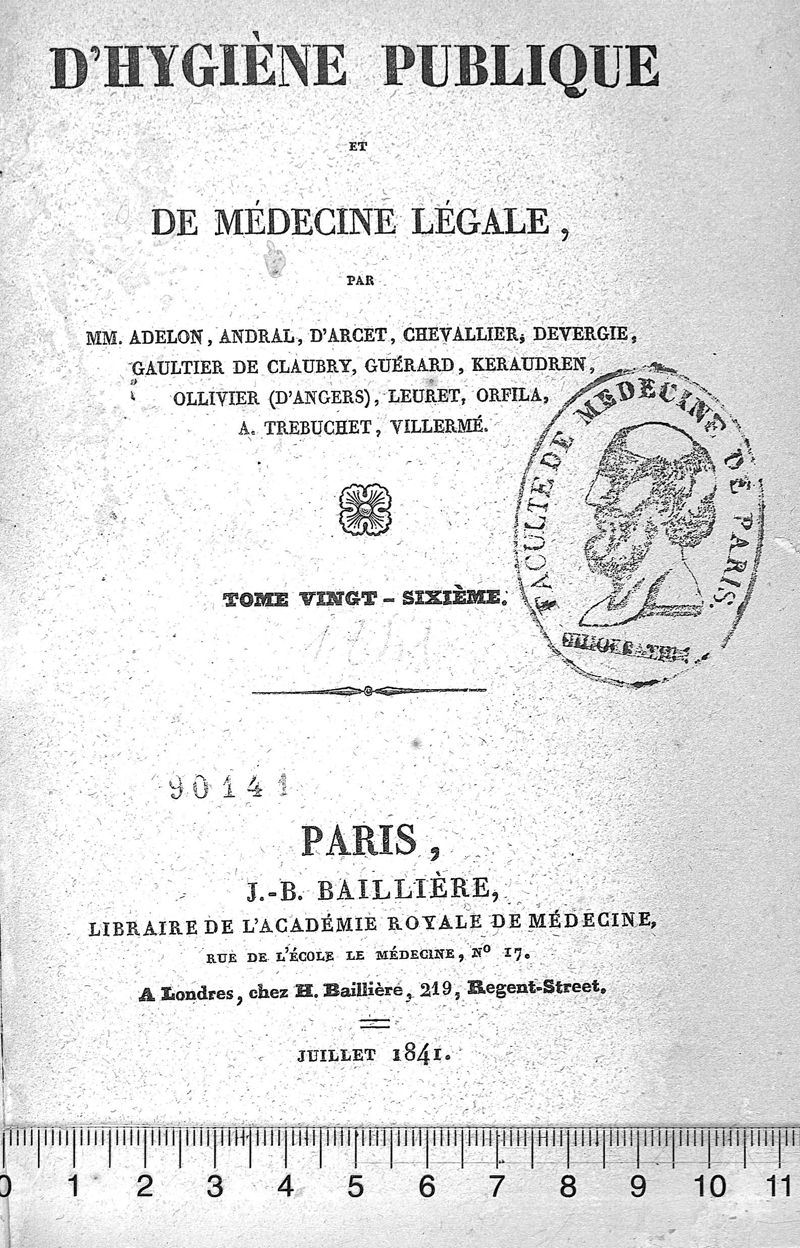 D'HYGIÈNE PUBLIQUE
ET
DE MÉDECINE LÉGALE,
PAR
MM. ADELON, ANDRAL, D'ARCET, CHEVALLIER, DEVERGIE,
GAULTIER DE CLAUBRY, GUÉRARD, KERAUDREN,
OLLIVIER (D'ANGERS), LEURET, ORFILA,
A. TREBUCHET, VILLERMÉ.
FACULTE DE MEDECINE DE PARIS.
TOME VINGT-SIXIÈME.
90141
PARIS,
J.-B. BAILLIÈRE,
LIBRAIRE DE L'ACADÉMIE ROYALE DE MÉDECINE,
RUE DE L'ÉCOLE LE MÉDECINE, Nº 17.
A Londres, chez H. Baillière, 219, Regent-Street.
JUILLET 1841.
0 1 2 3 4 5 6 7 8 9 10 11